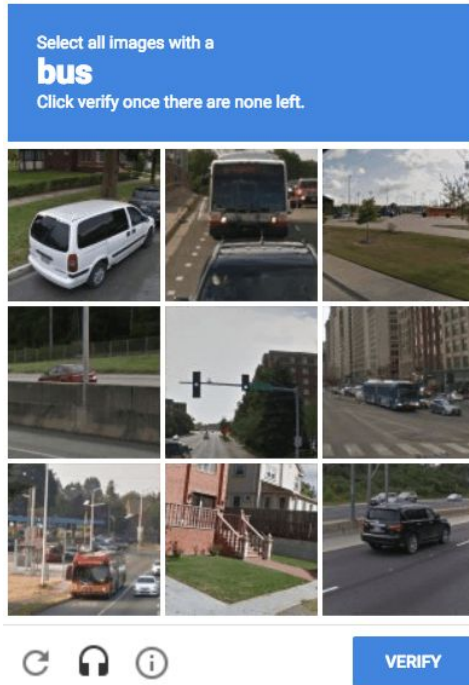 Select all images with a
bus
Click verify once there are none left.
VERIFY